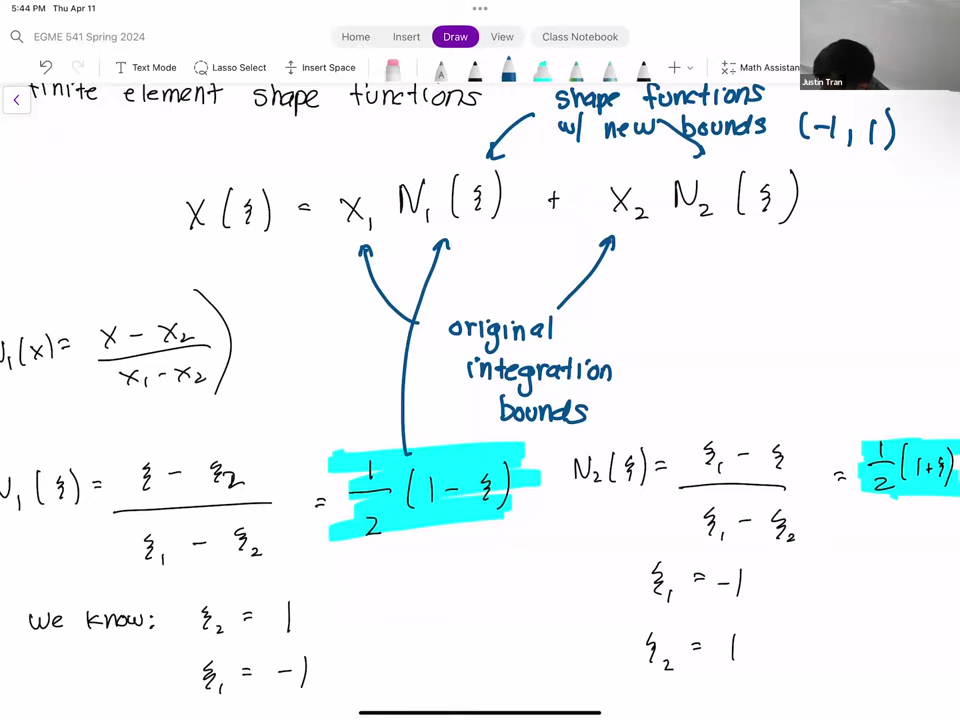 5:44 PM Thu Apr 11
EGME 541 Spring 2024
Home Insert Draw View Class Notebook
Text Mode Lasso Select Insert Space Math Assistan
Justin Tran
finite element shape functions
shape functions
w/ new bounds (-1, 1)
X(ξ) = X₁ N₁(ξ) + X₂ N₂(ξ)
original
integration
bounds
N₁(x) = (x - x₂) / (x₁ - x₂)
N₁(ξ) = (ξ - ξ₂) / (ξ₁ - ξ₂) = 1/2 (1 - ξ)
N₂(ξ) = (ξ₁ - ξ) / (ξ₁ - ξ₂) = 1/2 (1+ξ)
We know: ξ₂ = 1
ξ₁ = -1
ξ₁ = -1
ξ₂ = 1